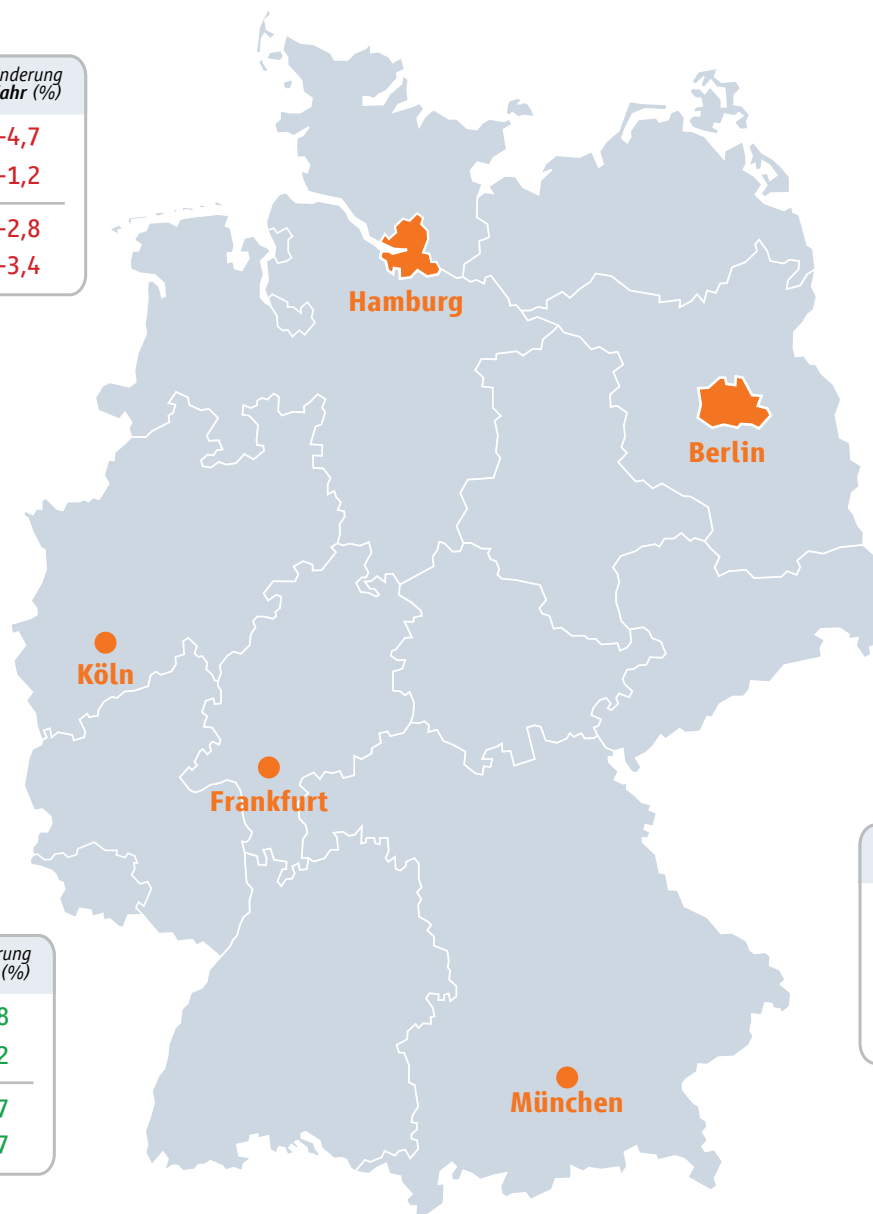 nderung
ahr (%)
-4,7
-1,2
-2,8
-3,4
Hamburg
Berlin
Köln
Frankfurt
rung
(%)
8
2
7
7
München